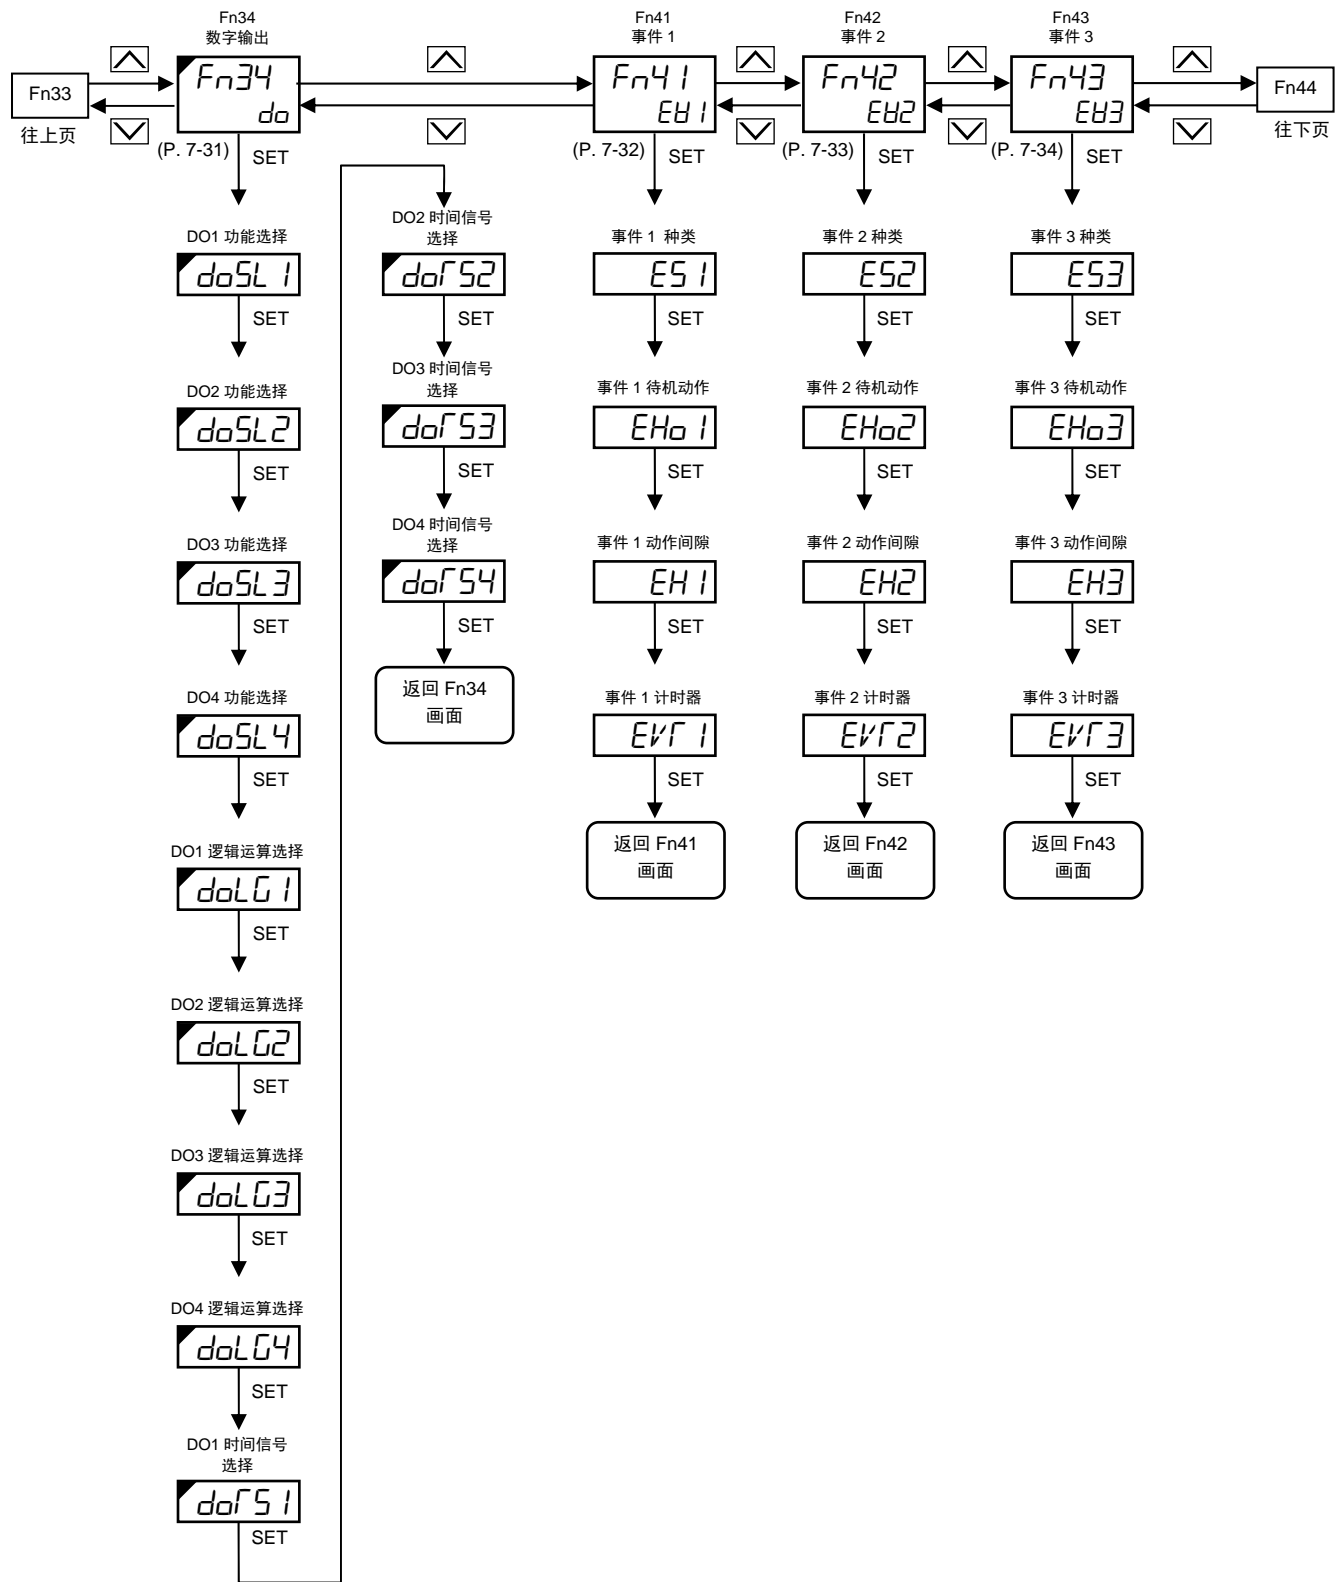 Fn34
数字输出
Fn41
事件 1
Fn42
事件 2
Fn43
事件 3
Fn33
往上页
Fn34
do
Fn41
EV1
Fn42
EV2
Fn43
EV3
Fn44
往下页
(P. 7-31)
SET
(P. 7-32)
SET
(P. 7-33)
SET
(P. 7-34)
SET
DO1 功能选择
doSL1
SET
DO2 功能选择
doSL2
SET
DO3 功能选择
doSL3
SET
DO4 功能选择
doSL4
SET
DO1 逻辑运算选择
doLG1
SET
DO2 逻辑运算选择
doLG2
SET
DO3 逻辑运算选择
doLG3
SET
DO4 逻辑运算选择
doLG4
SET
DO1 时间信号
选择
doTS1
SET
DO2 时间信号
选择
doTS2
SET
DO3 时间信号
选择
doTS3
SET
DO4 时间信号
选择
doTS4
SET
返回 Fn34
画面
事件 1 种类
ES1
SET
事件 1 待机动作
EHo1
SET
事件 1 动作间隙
EH1
SET
事件 1 计时器
EVT1
SET
返回 Fn41
画面
事件 2 种类
ES2
SET
事件 2 待机动作
EHo2
SET
事件 2 动作间隙
EH2
SET
事件 2 计时器
EVT2
SET
返回 Fn42
画面
事件 3 种类
ES3
SET
事件 3 待机动作
EHo3
SET
事件 3 动作间隙
EH3
SET
事件 3 计时器
EVT3
SET
返回 Fn43
画面